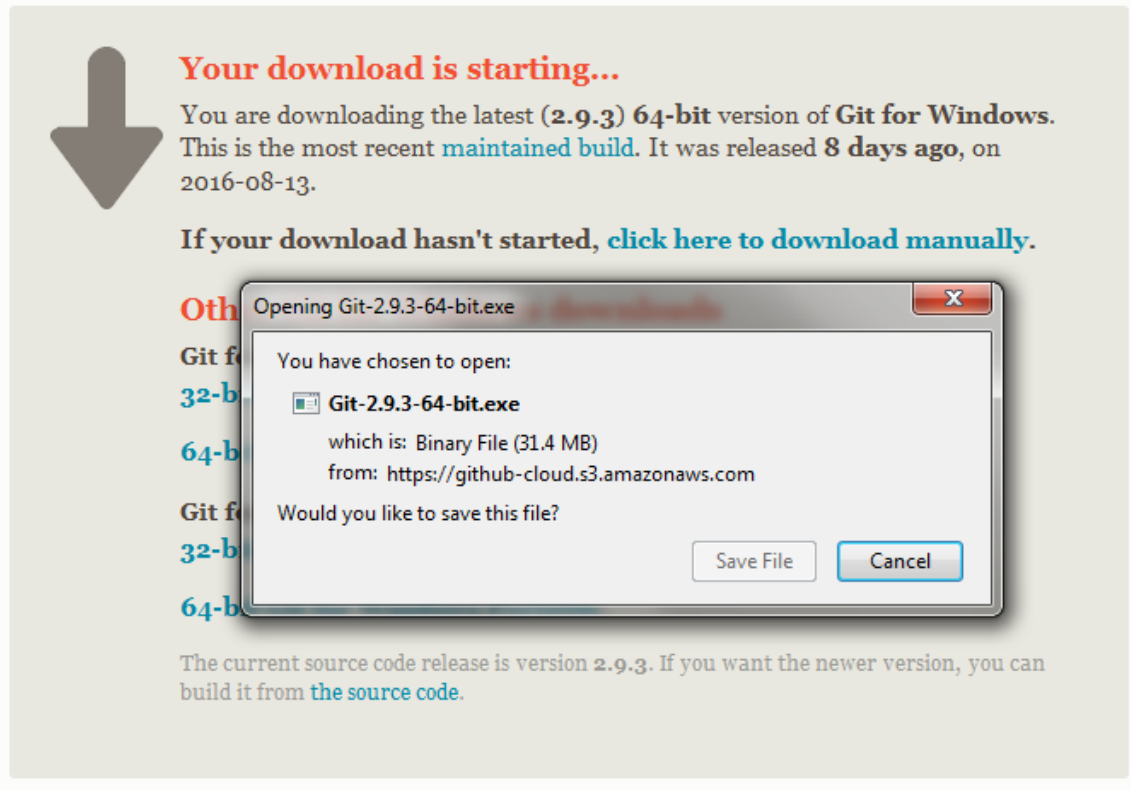 Your download is starting...
You are downloading the latest (2.9.3) 64-bit version of Git for Windows.
This is the most recent maintained build. It was released 8 days ago, on
2016-08-13.
If your download hasn't started, click here to download manually.
Opening Git-2.9.3-64-bit.exe
downloads
Git
You have chosen to open:
32-b
Git-2.9.3-64-bit.exe
which is: Binary File (31.4 MB)
64-b
from: https://github-cloud.s3.amazonaws.com
Git
Would you like to save this file?
32-b
Save File
Cancel
64-b
The current source code release is version 2.9.3. If you want the newer version, you can
build it from the source code.